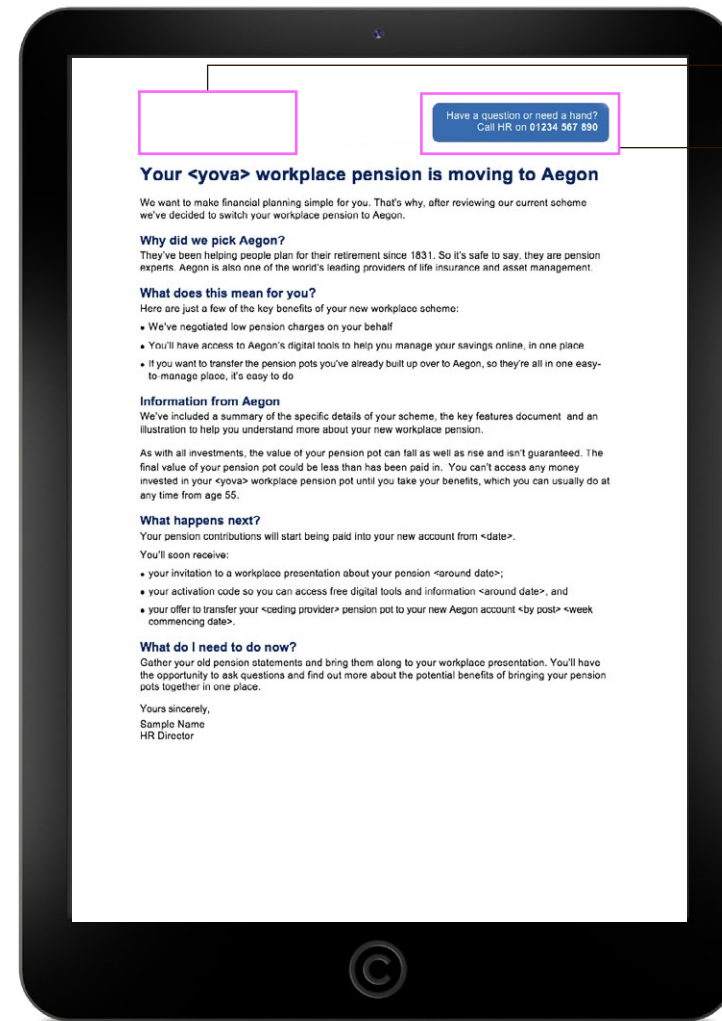 Have a question or need a hand?
Call HR on 01234 567 890
Your <yova> workplace pension is moving to Aegon
We want to make financial planning simple for you. That's why, after reviewing our current scheme
we've decided to switch your workplace pension to Aegon.
Why did we pick Aegon?
They've been helping people plan for their retirement since 1831. So it's safe to say, they are pension
experts. Aegon is also one of the world's leading providers of life insurance and asset management.
What does this mean for you?
Here are just a few of the key benefits of your new workplace scheme:
• We've negotiated low pension charges on your behalf
• You'll have access to Aegon's digital tools to help you manage your savings online, in one place
• If you want to transfer the pension pots you've already built up over to Aegon, so they're all in one easy-
to-manage place, it's easy to do
Information from Aegon
We've included a summary of the specific details of your scheme, the key features document and an
illustration to help you understand more about your new workplace pension.
As with all investments, the value of your pension pot can fall as well as rise and isn't guaranteed. The
final value of your pension pot could be less than has been paid in. You can't access any money
invested in your <yova> workplace pension pot until you take your benefits, which you can usually do at
any time from age 55.
What happens next?
Your pension contributions will start being paid into your new account from <date>.
You'll soon receive:
• your invitation to a workplace presentation about your pension <around date>;
• your activation code so you can access free digital tools and information <around date>, and
• your offer to transfer your <ceding provider> pension pot to your new Aegon account <by post> <week
commencing date>.
What do I need to do now?
Gather your old pension statements and bring them along to your workplace presentation. You'll have
the opportunity to ask questions and find out more about the potential benefits of bringing your pension
pots together in one place.
Yours sincerely,
Sample Name
HR Director